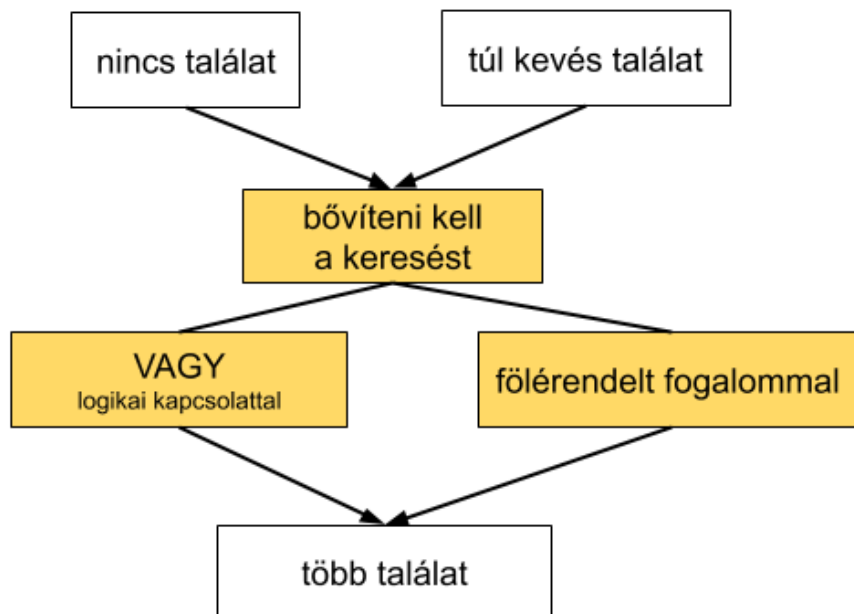 nincs találat
túl kevés találat
bővíteni kell
a keresést
VAGY
logikai kapcsolattal
fölérendelt fogalommal
több találat